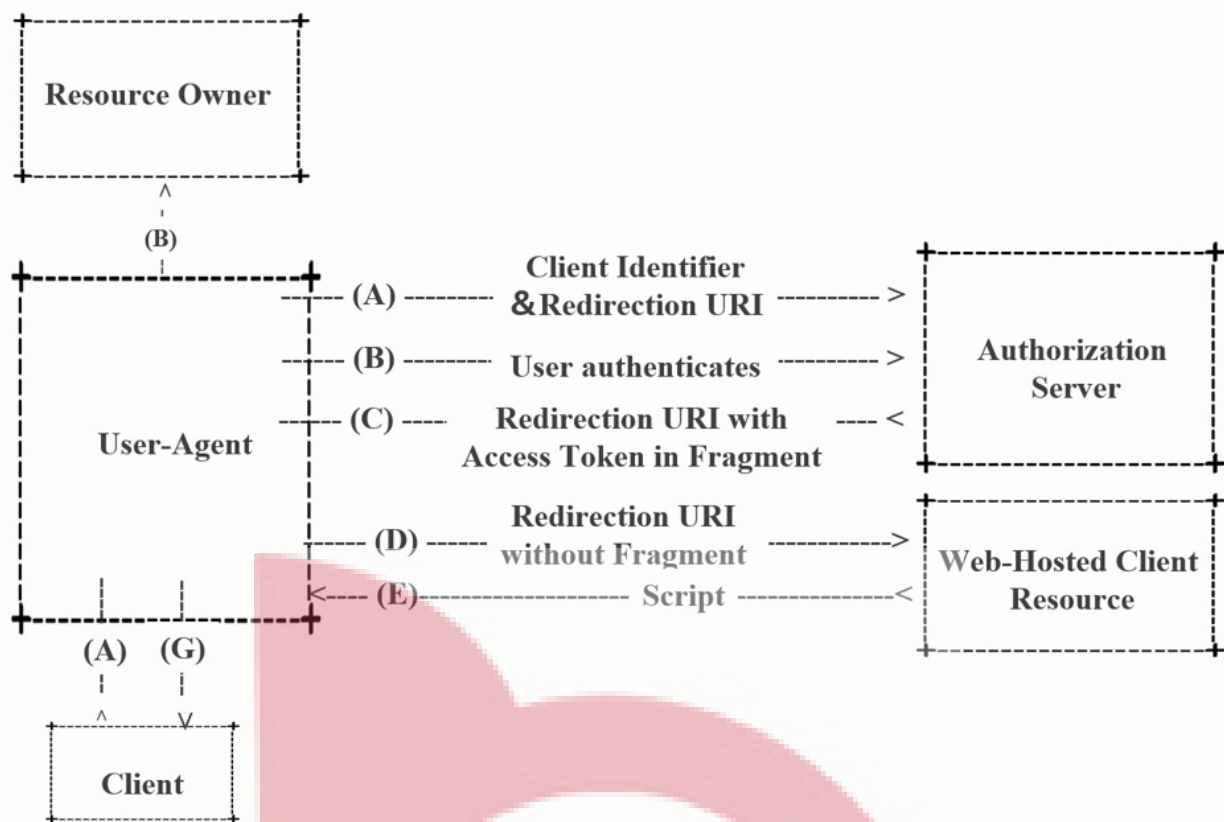 Resource Owner
(B)
Client Identifier
(A)
&Redirection URI
(B)
User authenticates
Authorization
Server
(C)
Redirection URI with
Access Token in Fragment
User-Agent
Redirection URI
(D)
without Fragment
(E)
Script
Web-Hosted Client
Resource
(A) (G)
Client